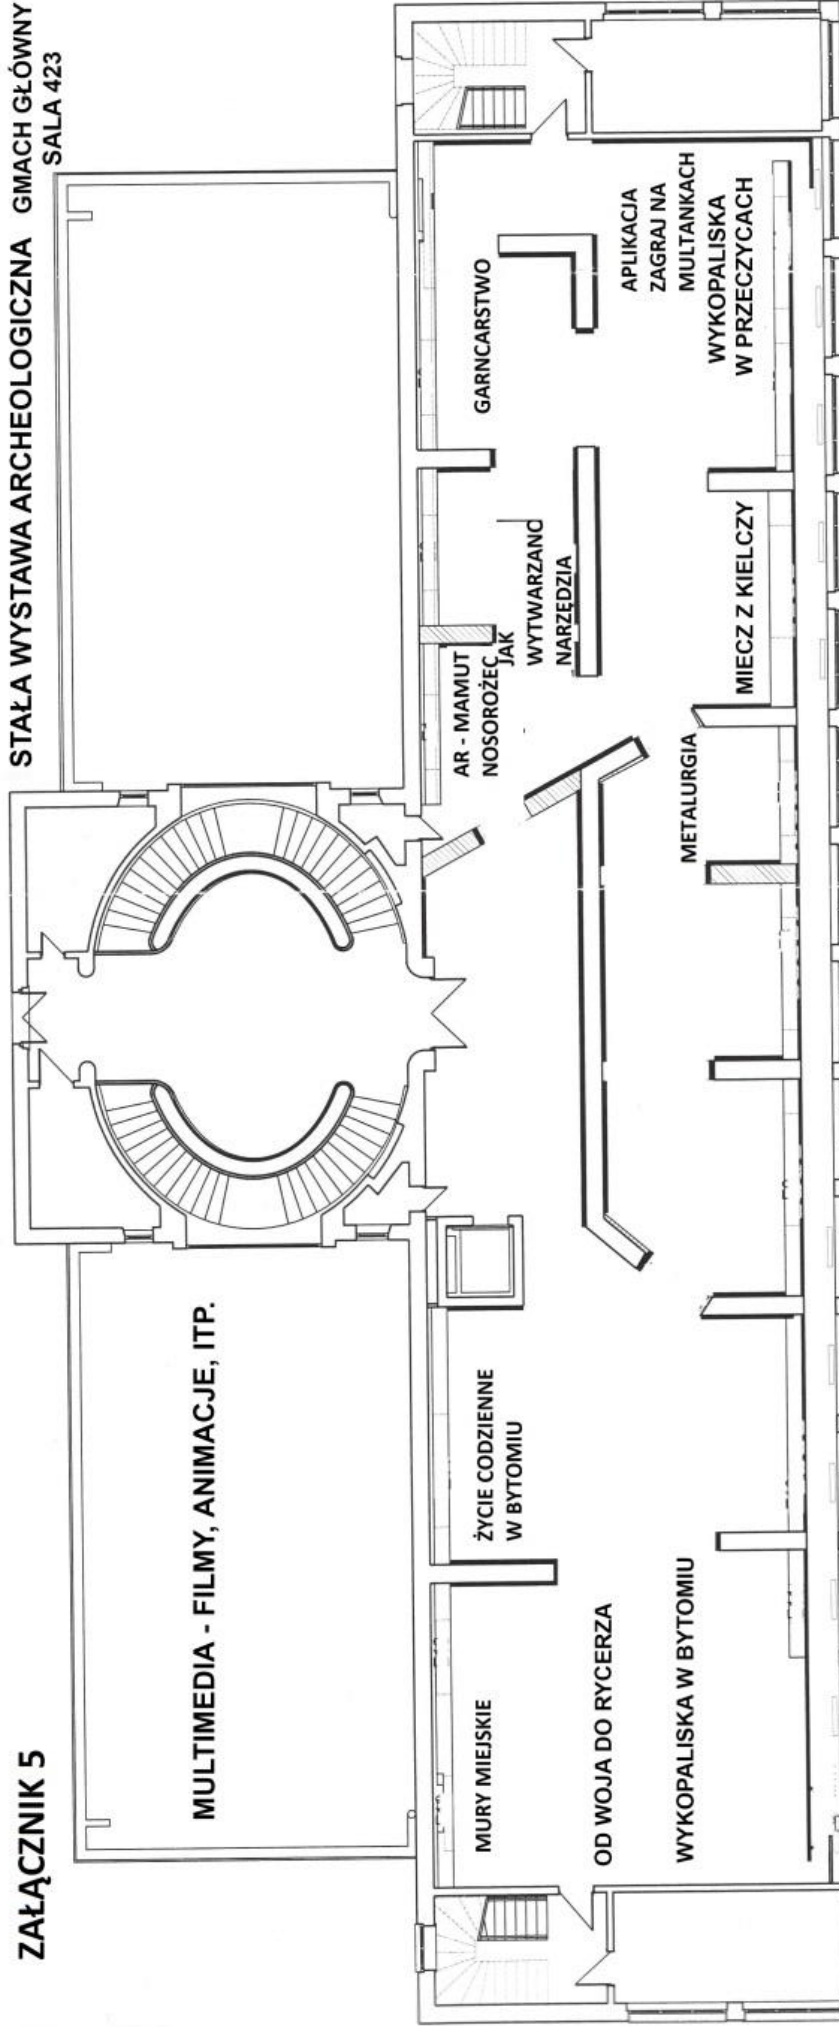 ZAŁĄCZNIK 5
STAŁA WYSTAWA ARCHEOLOGICZNA GMACH GŁÓWNY
SALA 423
MULTIMEDIA - FILMY, ANIMACJE, ITP.
MURY MIEJSKIE
ŻYCIE CODZIENNE
W BYTOMIU
OD WOJA DO RYCERZA
WYKOPALISKA W BYTOMIU
AR - MAMUT
NOSOROŻEC
JAK
WYTWARZANO
NARZĘDZIA
GARNCARSTWO
METALURGIA
MIECZ Z KIELCZY
APLIKACJA
ZAGRAJ NA
MULTANKACH
WYKOPALISKA
W PRZECZYCACH